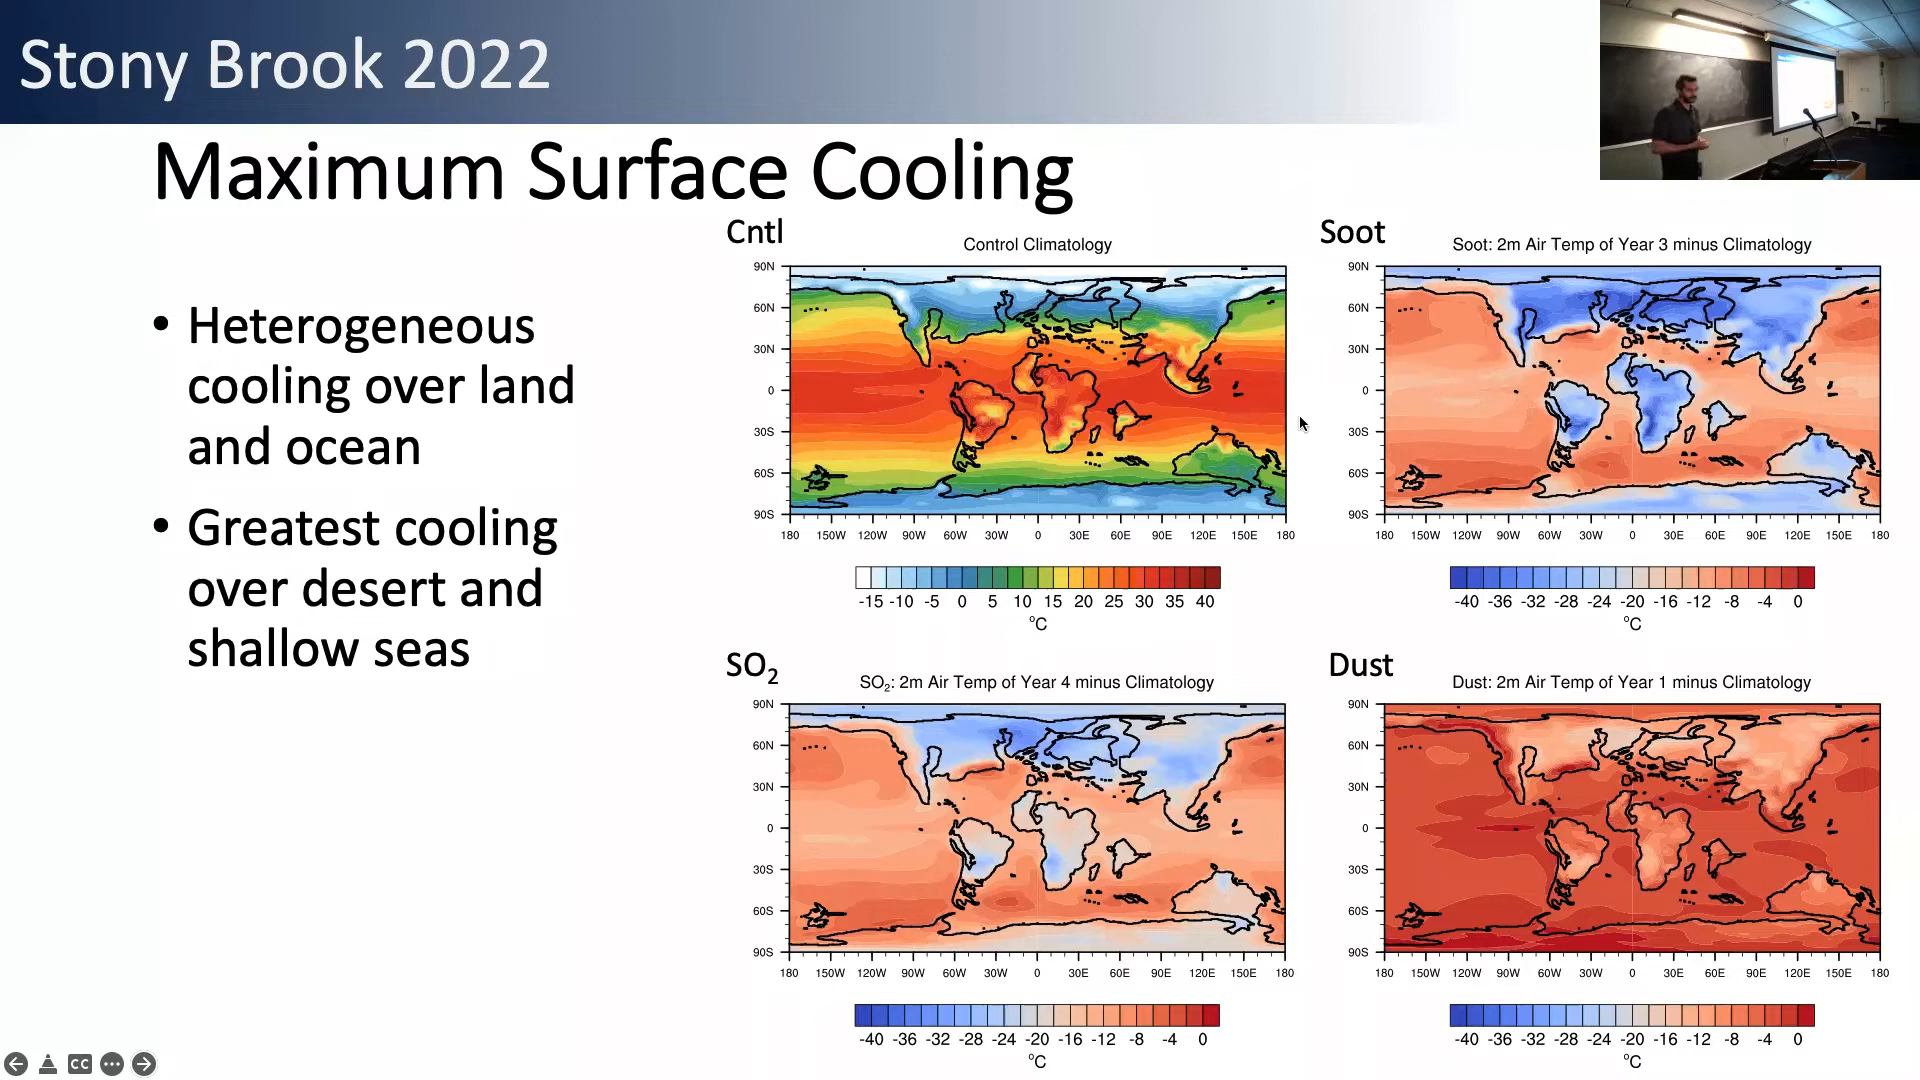 Stony Brook 2022
Maximum Surface Cooling
• Heterogeneous
cooling over land
and ocean
• Greatest cooling
over desert and
shallow seas
Cntl
Control Climatology
90N
60N
30N
0
30S
60S
90S
180 150W 120W 90W 60W 30W 0 30E 60E 90E 120E 150E 180
-15 -10 -5 0 5 10 15 20 25 30 35 40
°C
Soot
Soot: 2m Air Temp of Year 3 minus Climatology
90N
60N
30N
0
30S
60S
90S
180 150W 120W 90W 60W 30W 0 30E 60E 90E 120E 150E 180
-40 -36 -32 -28 -24 -20 -16 -12 -8 -4 0
°C
SO₂
SO₂: 2m Air Temp of Year 4 minus Climatology
90N
60N
30N
0
30S
60S
90S
180 150W 120W 90W 60W 30W 0 30E 60E 90E 120E 150E 180
-40 -36 -32 -28 -24 -20 -16 -12 -8 -4 0
°C
Dust
Dust: 2m Air Temp of Year 1 minus Climatology
90N
60N
30N
0
30S
60S
90S
180 150W 120W 90W 60W 30W 0 30E 60E 90E 120E 150E 180
-40 -36 -32 -28 -24 -20 -16 -12 -8 -4 0
°C
CC